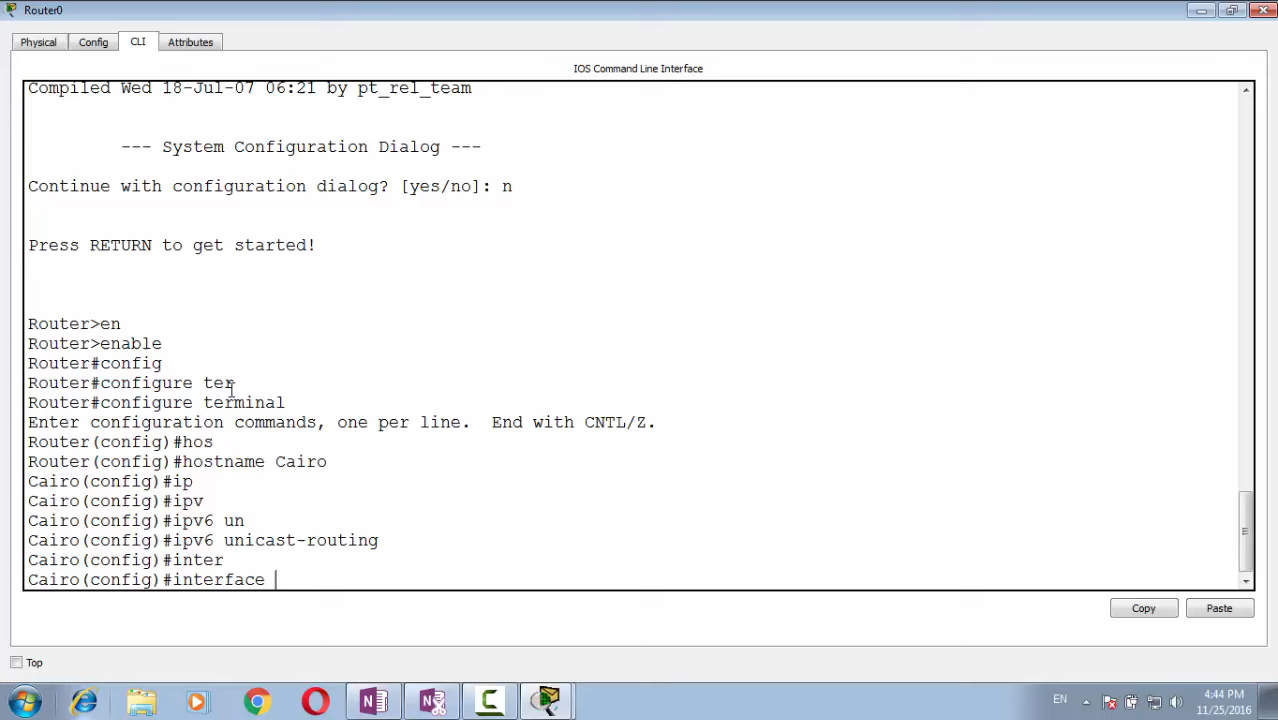 Router0
Physical
Config
CLI
Attributes
IOS Command Line Interface
Compiled Wed 18-Jul-07 06:21 by pt_rel_team
--- System Configuration Dialog ---
Continue with configuration dialog? [yes/no]: n
Press RETURN to get started!
Router>en
Router>enable
Router#config
Router#configure ter
Router#configure terminal
Enter configuration commands, one per line.  End with CNTL/Z.
Router(config)#hos
Router(config)#hostname Cairo
Cairo(config)#ip
Cairo(config)#ipv
Cairo(config)#ipv6 un
Cairo(config)#ipv6 unicast-routing
Cairo(config)#inter
Cairo(config)#interface
Copy
Paste
Top
EN
4:44 PM
11/25/2016